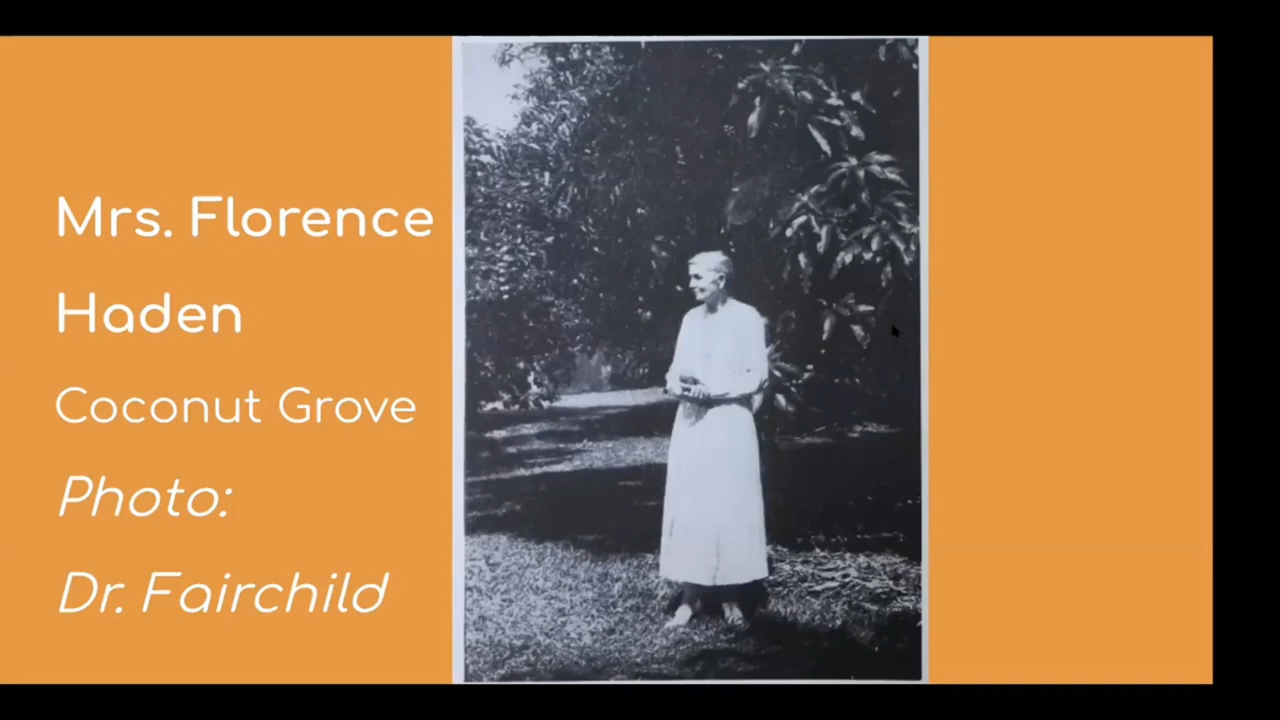 Mrs. Florence
Haden
Coconut Grove
Photo:
Dr. Fairchild